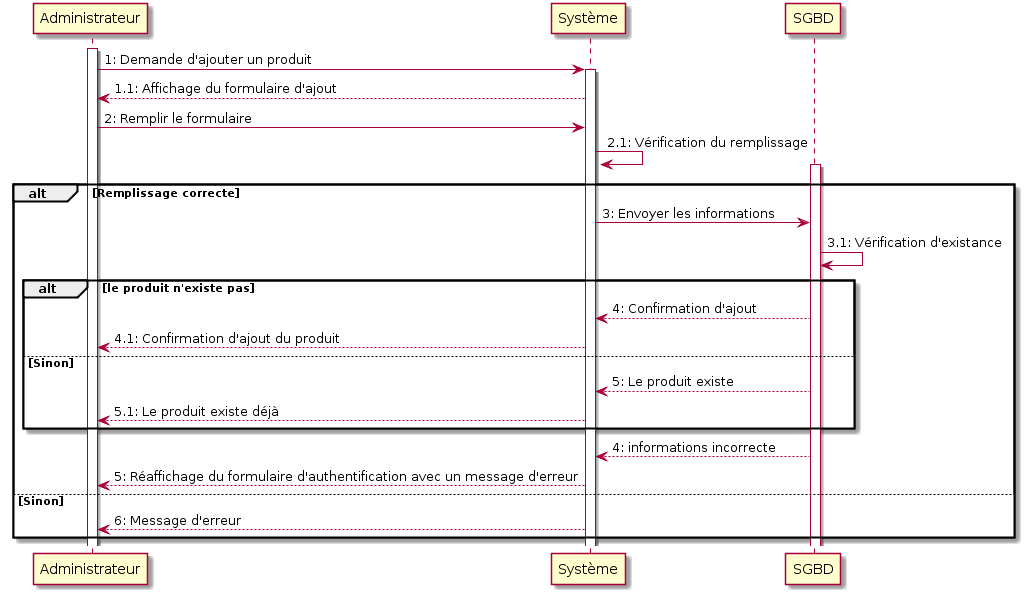 Administrateur
Système
SGBD
1: Demande d'ajouter un produit
1.1: Affichage du formulaire d'ajout
2: Remplir le formulaire
2.1: Vérification du remplissage
alt
[Remplissage correcte]
3: Envoyer les informations
3.1: Vérification d'existance
alt
[le produit n'existe pas]
4: Confirmation d'ajout
4.1: Confirmation d'ajout du produit
[Sinon]
5: Le produit existe
5.1: Le produit existe déjà
4: informations incorrecte
5: Réaffichage du formulaire d'authentification avec un message d'erreur
[Sinon]
6: Message d'erreur
Administrateur
Système
SGBD